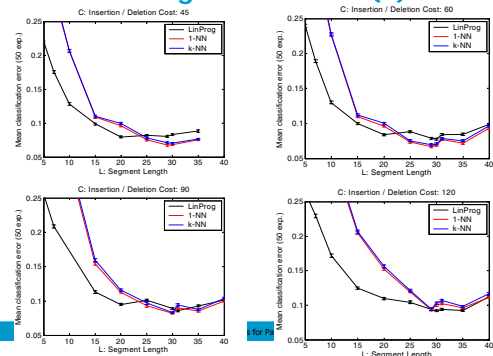 C: Insertion / Deletion Cost: 45
Mean classification error (50 exp.)
0.25
0.2
0.15
0.1
0.05
LinProg
1-NN
k-NN
5 10 15 20 25 30 35 40
L: Segment Length
C: Insertion / Deletion Cost: 60
Mean classification error (50 exp.)
0.25
0.2
0.15
0.1
0.05
LinProg
1-NN
k-NN
5 10 15 20 25 30 35 40
L: Segment Length
C: Insertion / Deletion Cost: 90
Mean classification error (50 exp.)
0.25
0.2
0.15
0.1
0.05
LinProg
1-NN
k-NN
5 10 15 20 25 30 35 40
L: Segment Length
C: Insertion / Deletion Cost: 120
Mean classification error (50 exp.)
0.25
0.2
0.15
0.1
0.05
LinProg
1-NN
k-NN
5 10 15 20 25 30 35 40
L: Segment Length
s for Pa